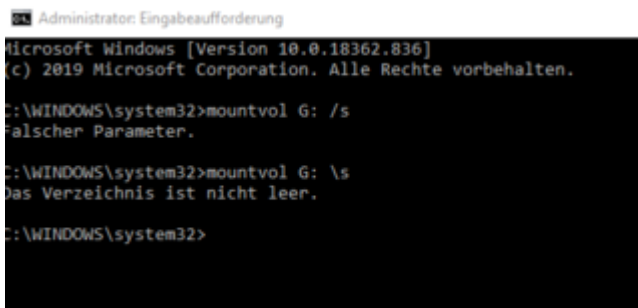 Administrator: Eingabeaufforderung
Microsoft Windows [Version 10.0.18362.836]
(c) 2019 Microsoft Corporation. Alle Rechte vorbehalten.
C:\WINDOWS\system32>mountvol G: /s
Falscher Parameter.
C:\WINDOWS\system32>mountvol G: \s
Das Verzeichnis ist nicht leer.
C:\WINDOWS\system32>